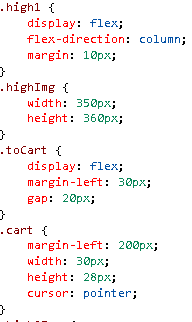 .high1 {
display: flex;
flex-direction: column;
margin: 10px;
}
.highImg {
width: 350px;
height: 360px;
}
.toCart {
display: flex;
margin-left: 30px;
gap: 20px;
}
.cart {
margin-left: 200px;
width: 30px;
height: 28px;
cursor: pointer;
}